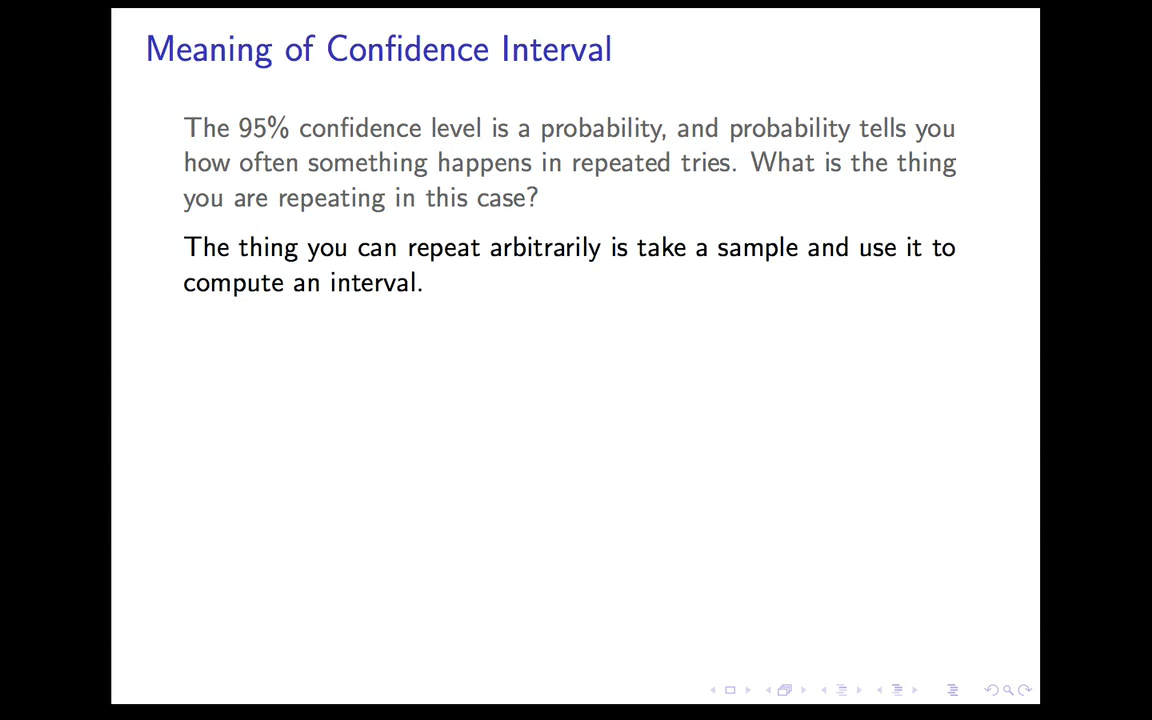 Meaning of Confidence Interval
The 95% confidence level is a probability, and probability tells you
how often something happens in repeated tries. What is the thing
you are repeating in this case?
The thing you can repeat arbitrarily is take a sample and use it to
compute an interval.